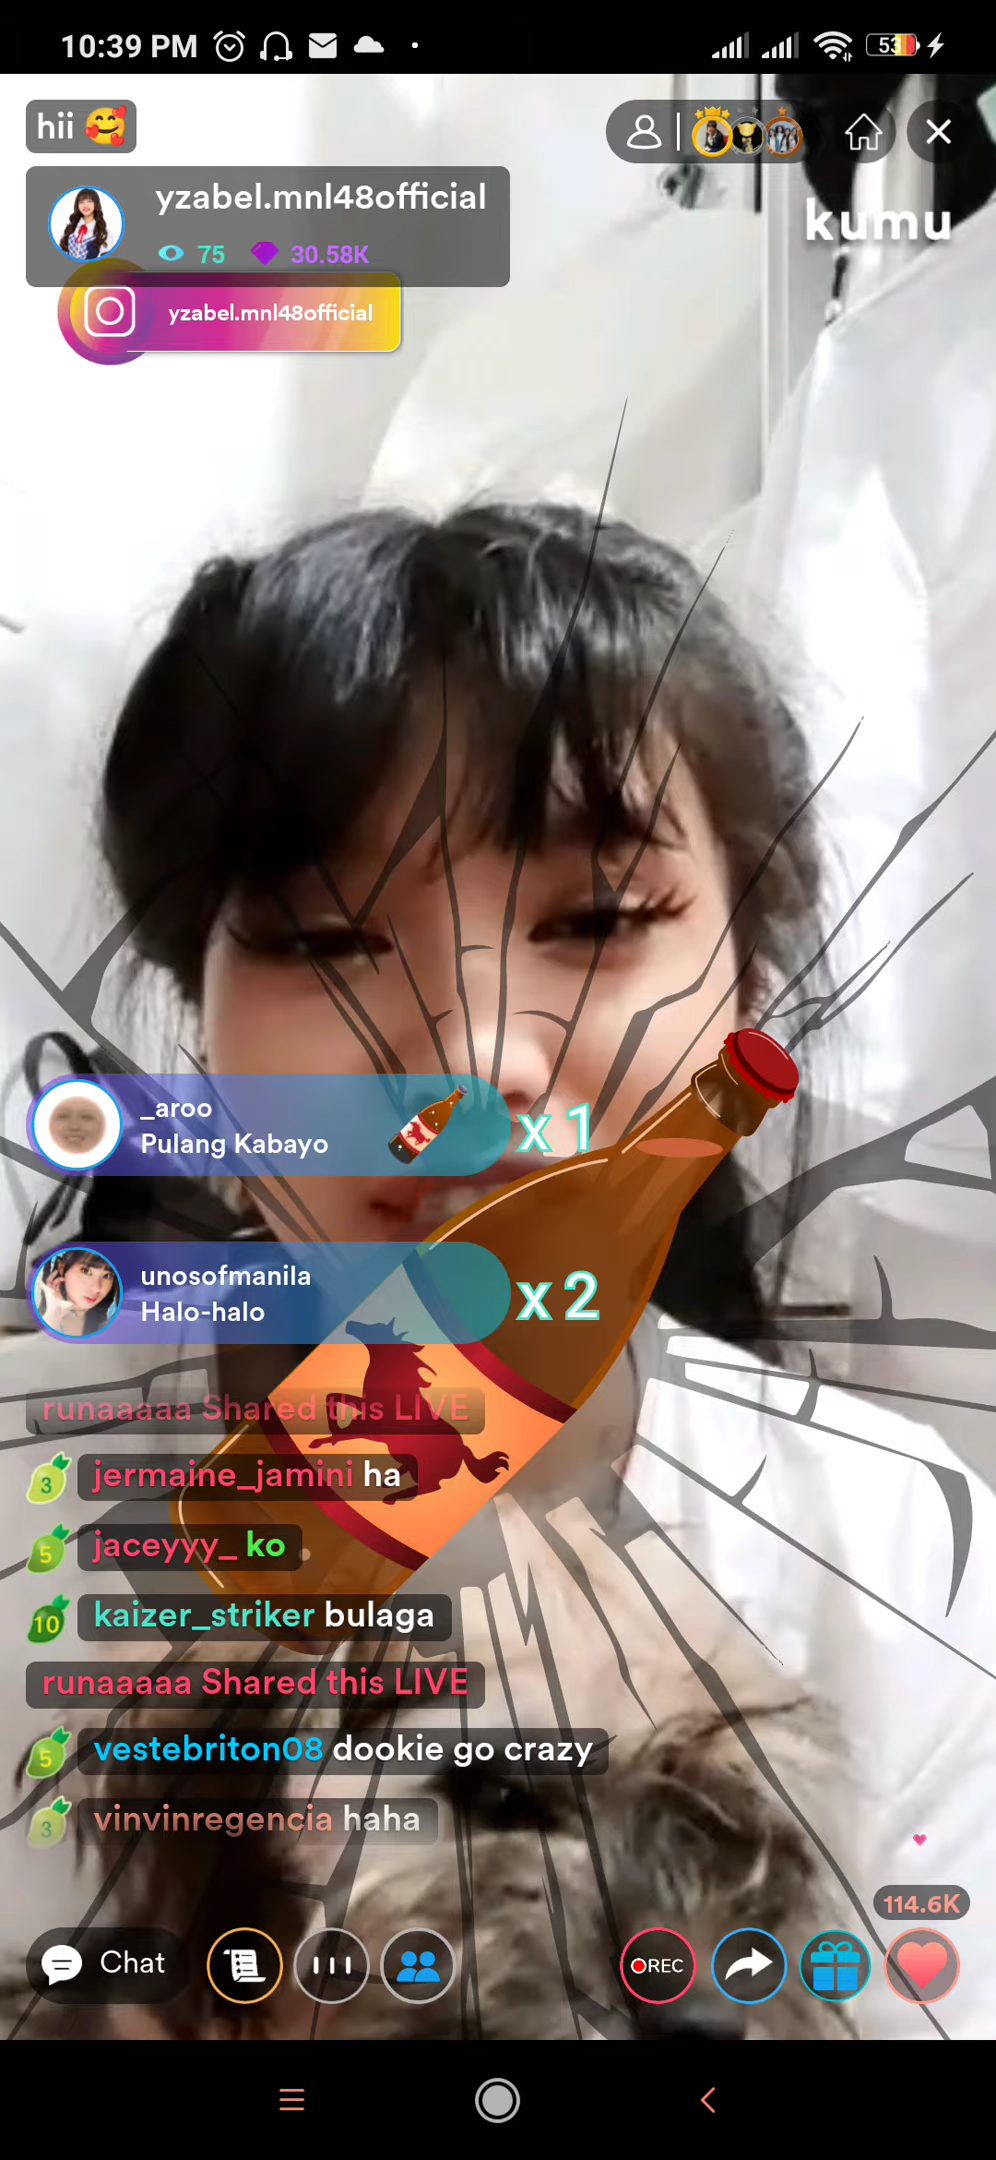 10:39 PM
53
hii 🥰
yzabel.mnl48official
75 30.58K
kumu
yzabel.mnl48official
_aroo
Pulang Kabayo
x 1
unosofmanila
Halo-halo
x 2
runaaaaa Shared this LIVE
3 jermaine_jamini ha
5 jaceyyy_ ko
10 kaizer_striker bulaga
runaaaaa Shared this LIVE
5 vestebriton08 dookie go crazy
3 vinvinregencia haha
114.6K
Chat
REC